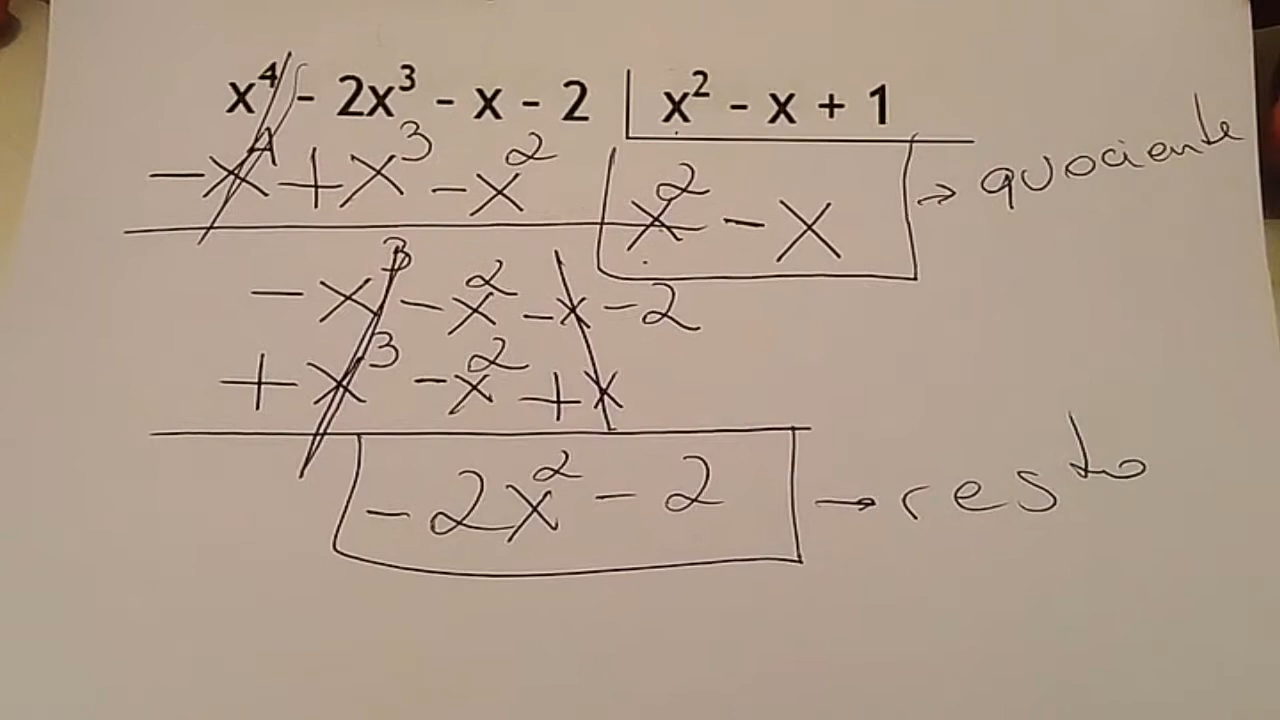 x⁴ - 2x³ - x - 2 | x² - x + 1
-x⁴ + x³ - x² x² - x → quociente
-x³ - x² - x - 2
+x³ - x² + x
-2x² - 2 → resto